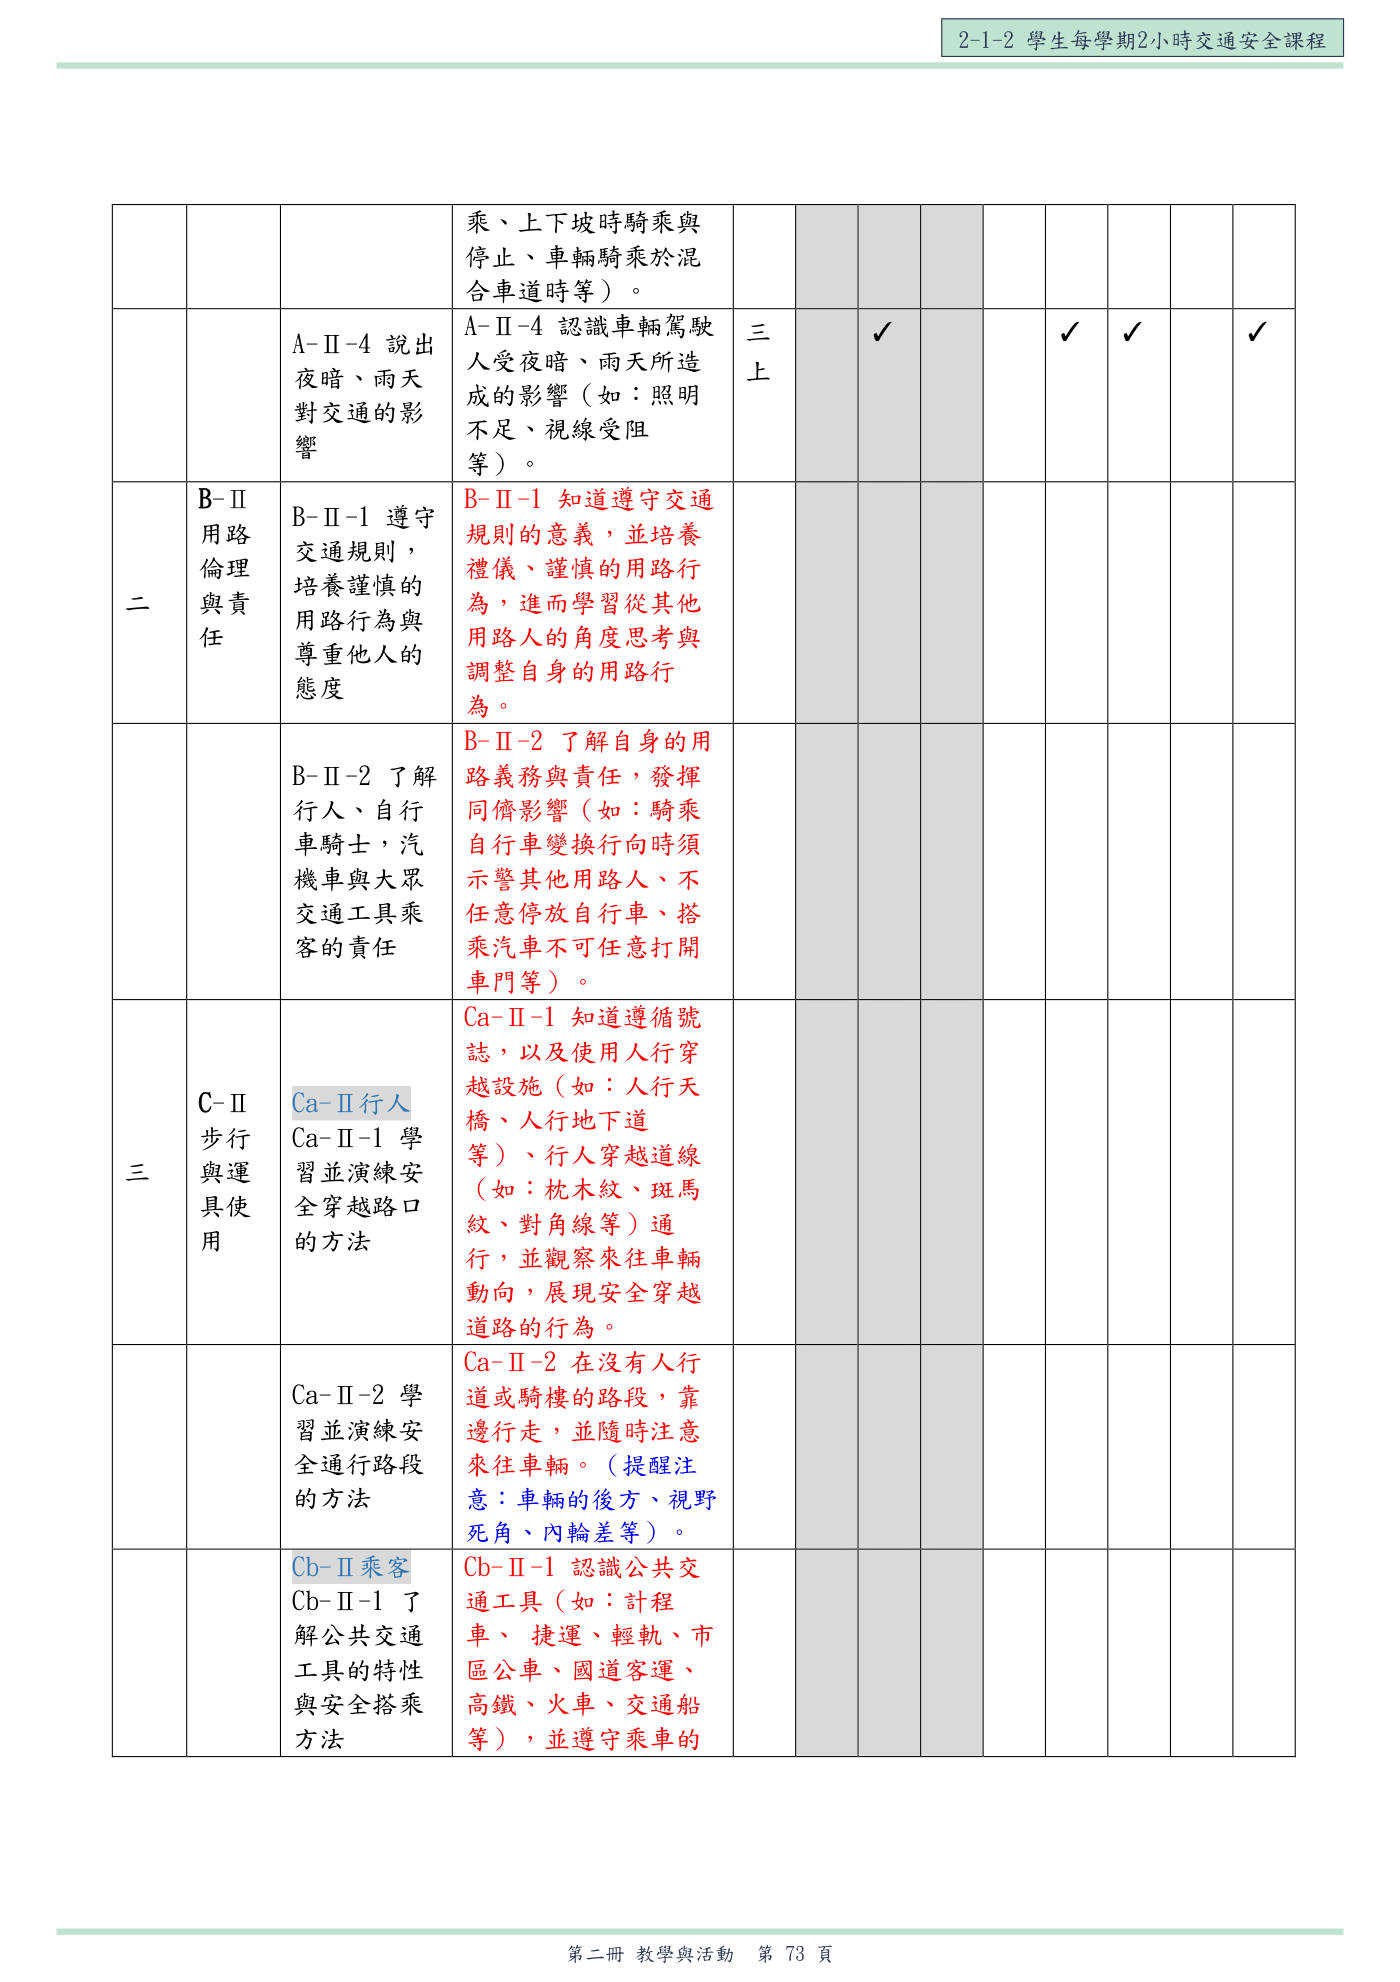 2-1-2 學生每學期2小時交通安全課程
乘、上下坡時騎乘與
停止、車輛騎乘於混
合車道時等）。
A-Ⅱ-4 說出
夜暗、雨天
對交通的影
響
A-Ⅱ-4 認識車輛駕駛
人受夜暗、雨天所造
成的影響（如：照明
不足、視線受阻
等）。
三
上
✓
✓
✓
✓
二
B-Ⅱ
用路
倫理
與責
任
B-Ⅱ-1 遵守
交通規則，
培養謹慎的
用路行為與
尊重他人的
態度
B-Ⅱ-1 知道遵守交通
規則的意義，並培養
禮儀、謹慎的用路行
為，進而學習從其他
用路人的角度思考與
調整自身的用路行
為。
B-Ⅱ-2 了解
行人、自行
車騎士，汽
機車與大眾
交通工具乘
客的責任
B-Ⅱ-2 了解自身的用
路義務與責任，發揮
同儕影響（如：騎乘
自行車變換行向時須
示警其他用路人、不
任意停放自行車、搭
乘汽車不可任意打開
車門等）。
三
C-Ⅱ
步行
與運
具使
用
Ca-Ⅱ行人
Ca-Ⅱ-1 學
習並演練安
全穿越路口
的方法
Ca-Ⅱ-1 知道遵循號
誌，以及使用人行穿
越設施（如：人行天
橋、人行地下道
等）、行人穿越道線
（如：枕木紋、斑馬
紋、對角線等）通
行，並觀察來往車輛
動向，展現安全穿越
道路的行為。
Ca-Ⅱ-2 學
習並演練安
全通行路段
的方法
Ca-Ⅱ-2 在沒有人行
道或騎樓的路段，靠
邊行走，並隨時注意
來往車輛。（提醒注
意：車輛的後方、視野
死角、內輪差等）。
Cb-Ⅱ乘客
Cb-Ⅱ-1 了
解公共交通
工具的特性
與安全搭乘
方法
Cb-Ⅱ-1 認識公共交
通工具（如：計程
車、 捷運、輕軌、市
區公車、國道客運、
高鐵、火車、交通船
等），並遵守乘車的
第二冊 教學與活動 第 73 頁